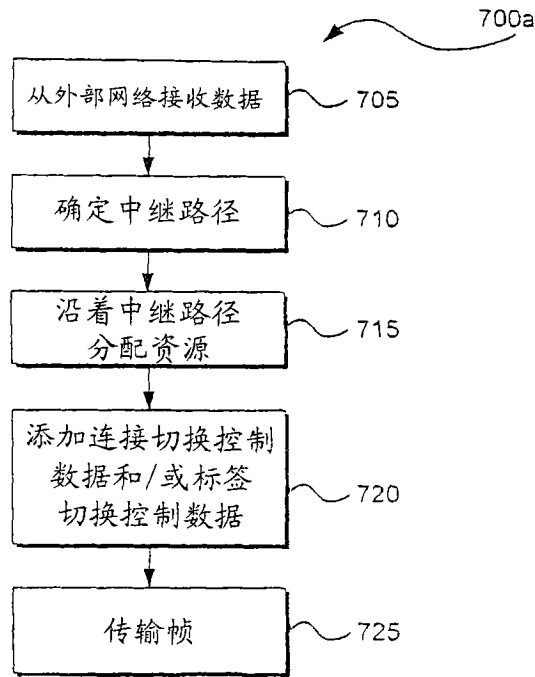 700a
从外部网络接收数据
705
确定中继路径
710
沿着中继路径
分配资源
715
添加连接切换控制
数据和/或标签
切换控制数据
720
传输帧
725